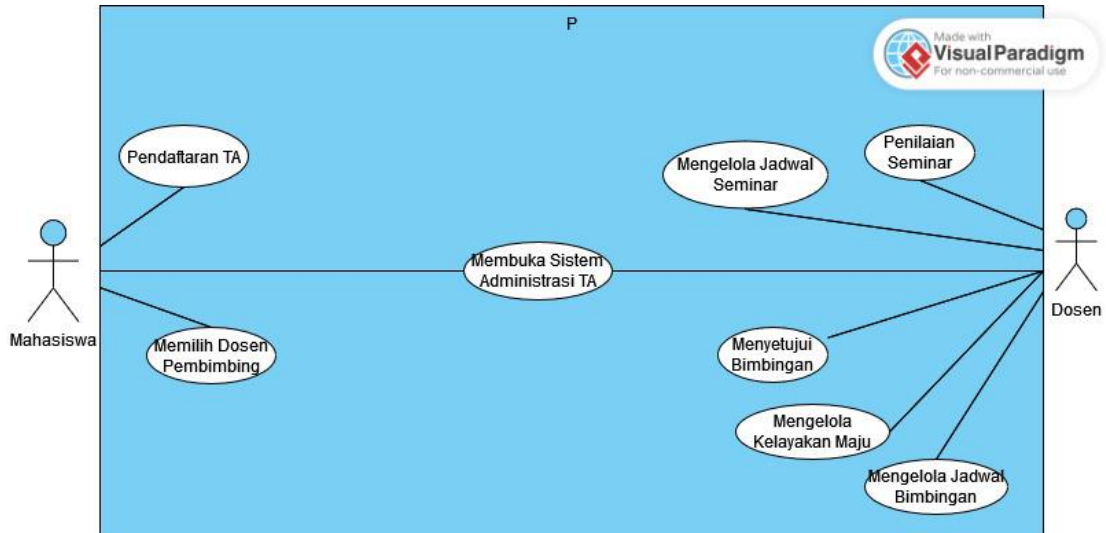 P
Made with
Visual Paradigm
For non-commercial use
Pendaftaran TA
Mengelola Jadwal
Seminar
Penilaian
Seminar
Membuka Sistem
Administrasi TA
Mahasiswa
Dosen
Memilih Dosen
Pembimbing
Menyetujui
Bimbingan
Mengelola
Kelayakan Maju
Mengelola Jadwal
Bimbingan